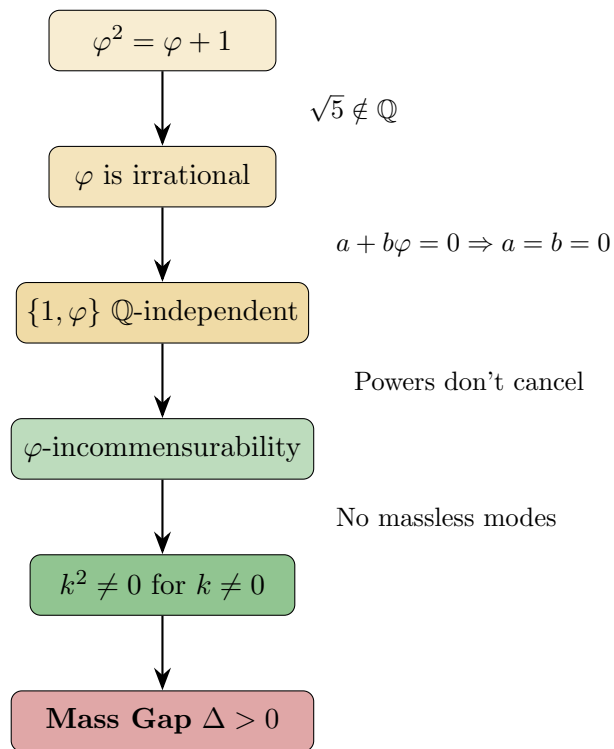 φ² = φ + 1
√5 ∉ ℚ
φ is irrational
a + bφ = 0 ⇒ a = b = 0
{1, φ} ℚ-independent
Powers don't cancel
φ-incommensurability
No massless modes
k² ≠ 0 for k ≠ 0
Mass Gap Δ > 0